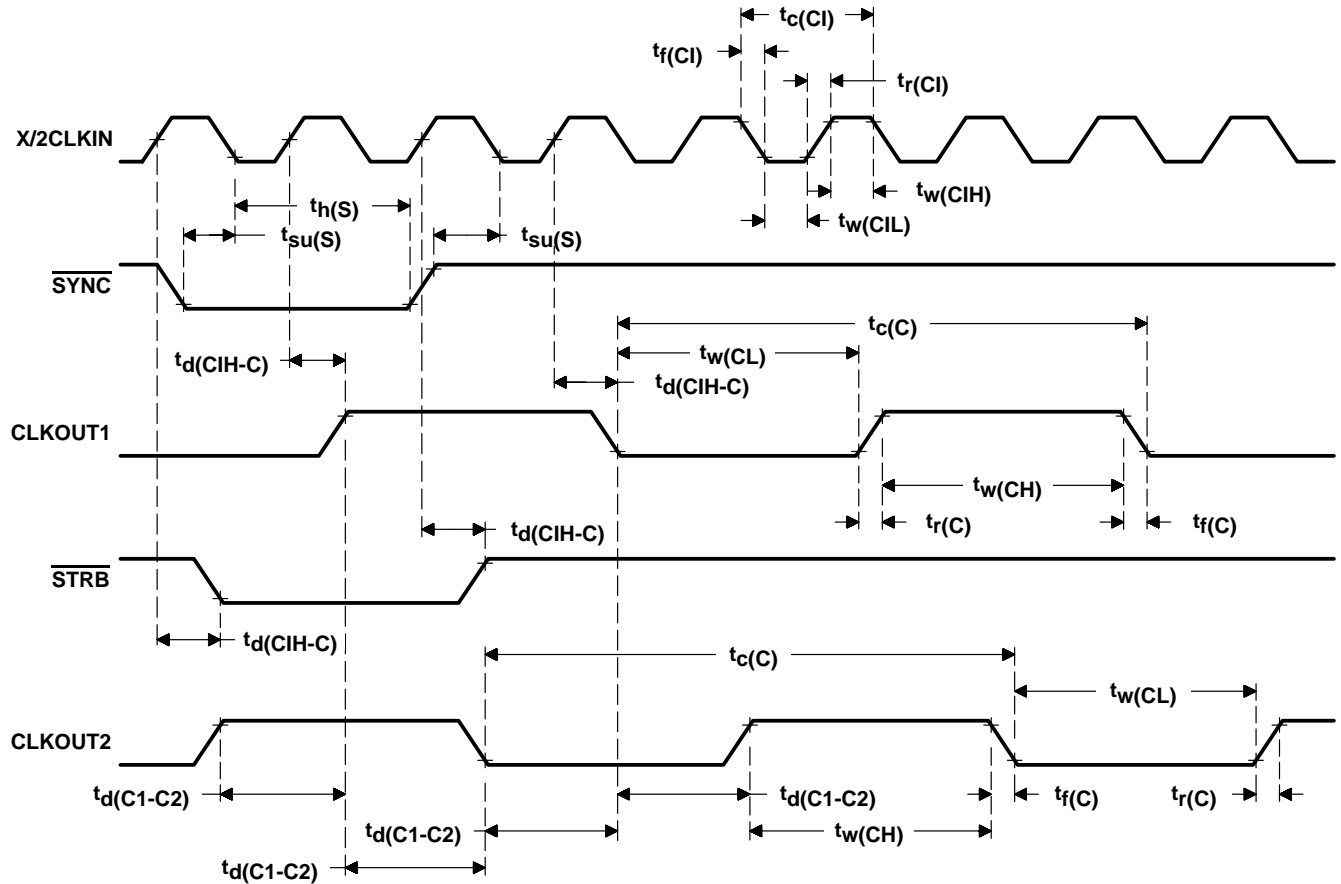 tc(CI)
tf(CI)
tr(CI)
X/2CLKIN
tw(CIH)
th(S)
tw(CIL)
tsu(S)
tsu(S)
SYNC
tc(C)
td(CIH-C)
tw(CL)
td(CIH-C)
CLKOUT1
tw(CH)
td(CIH-C)
tr(C)
tf(C)
STRB
td(CIH-C)
tc(C)
tw(CL)
CLKOUT2
td(C1-C2)
td(C1-C2)
tf(C)
tr(C)
td(C1-C2)
tw(CH)
td(C1-C2)